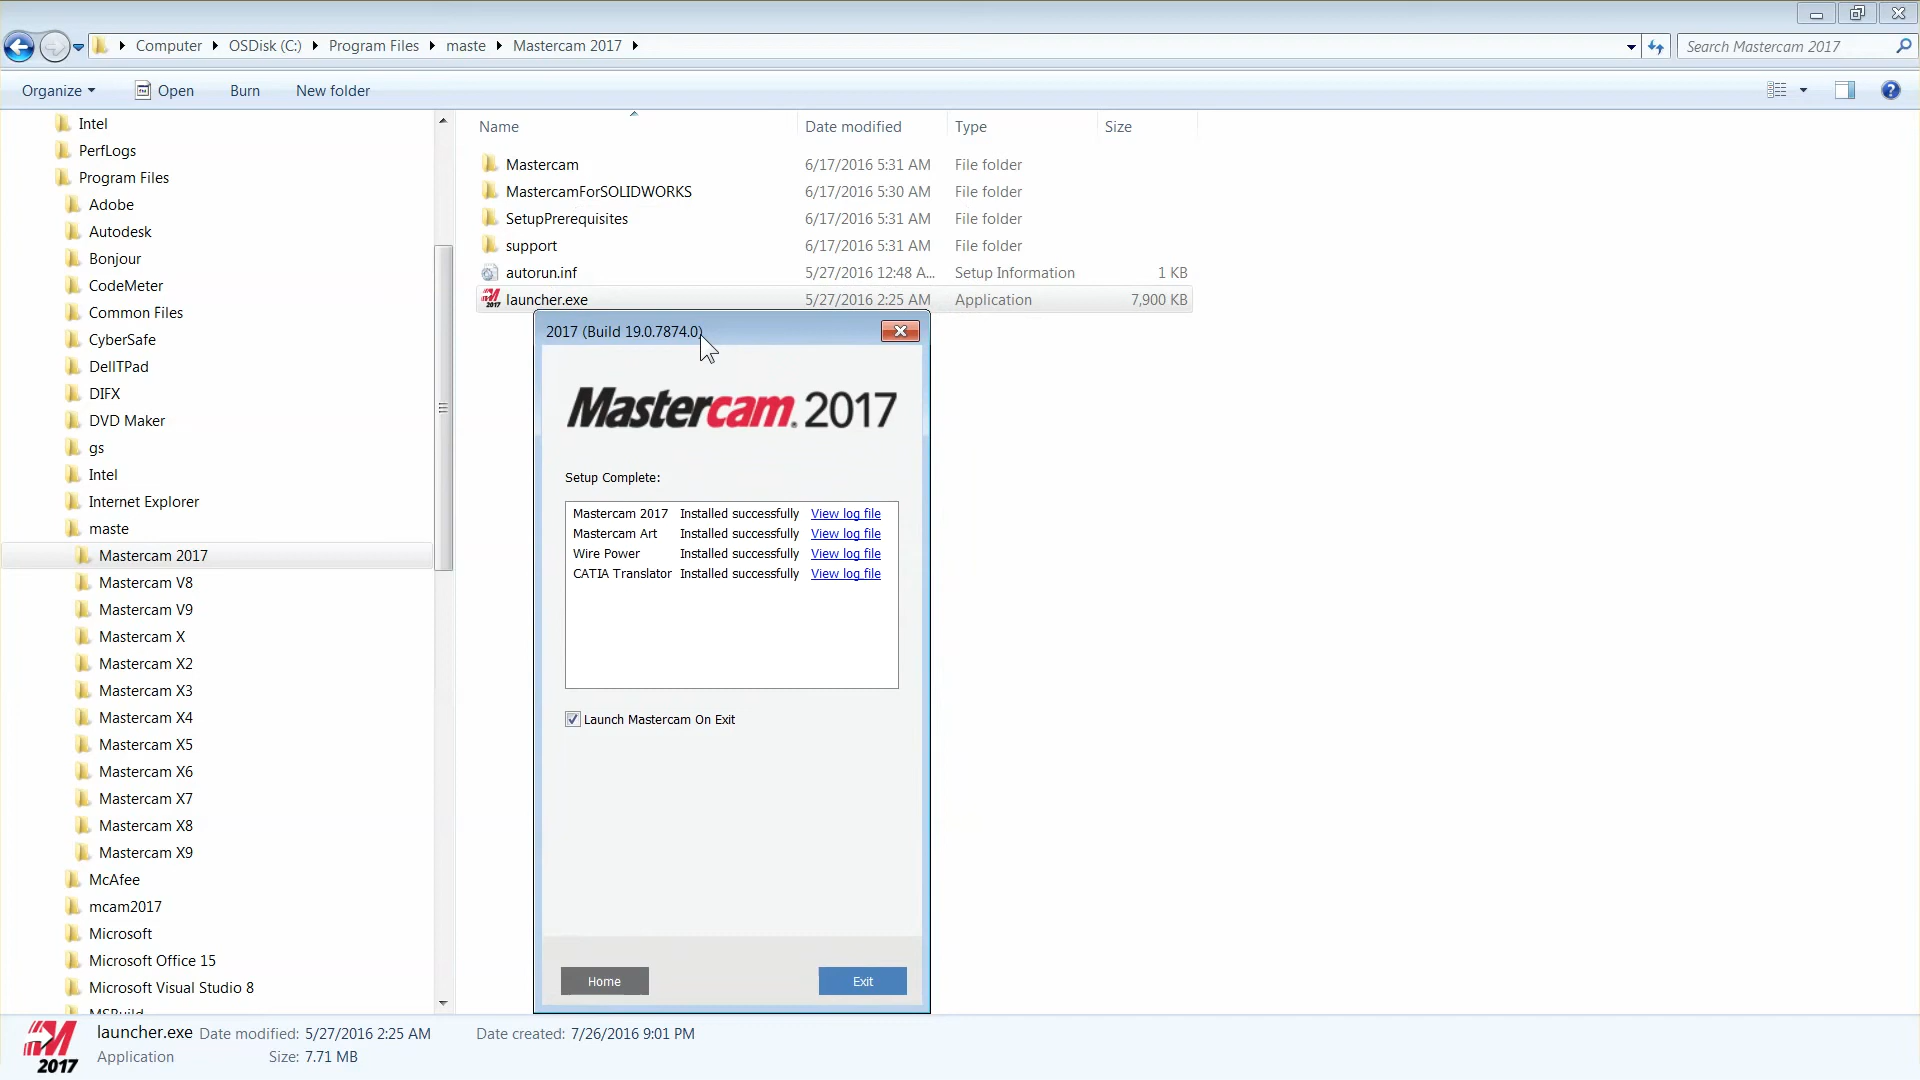 Computer OSDisk (C:) Program Files maste Mastercam 2017
Search Mastercam 2017
Organize Open Burn New folder
Intel
PerfLogs
Program Files
Adobe
Autodesk
Bonjour
CodeMeter
Common Files
CyberSafe
DellTPad
DIFX
DVD Maker
gs
Intel
Internet Explorer
maste
Mastercam 2017
Mastercam V8
Mastercam V9
Mastercam X
Mastercam X2
Mastercam X3
Mastercam X4
Mastercam X5
Mastercam X6
Mastercam X7
Mastercam X8
Mastercam X9
McAfee
mcam2017
Microsoft
Microsoft Office 15
Microsoft Visual Studio 8
MSBuild
Name Date modified Type Size
Mastercam 6/17/2016 5:31 AM File folder
MastercamForSOLIDWORKS 6/17/2016 5:30 AM File folder
SetupPrerequisites 6/17/2016 5:31 AM File folder
support 6/17/2016 5:31 AM File folder
autorun.inf 5/27/2016 12:48 A... Setup Information 1 KB
launcher.exe 5/27/2016 2:25 AM Application 7,900 KB
2017 (Build 19.0.7874.0)
Mastercam. 2017
Setup Complete:
Mastercam 2017 Installed successfully View log file
Mastercam Art Installed successfully View log file
Wire Power Installed successfully View log file
CATIA Translator Installed successfully View log file
Launch Mastercam On Exit
Home Exit
2017
launcher.exe Date modified: 5/27/2016 2:25 AM Date created: 7/26/2016 9:01 PM
Application Size: 7.71 MB